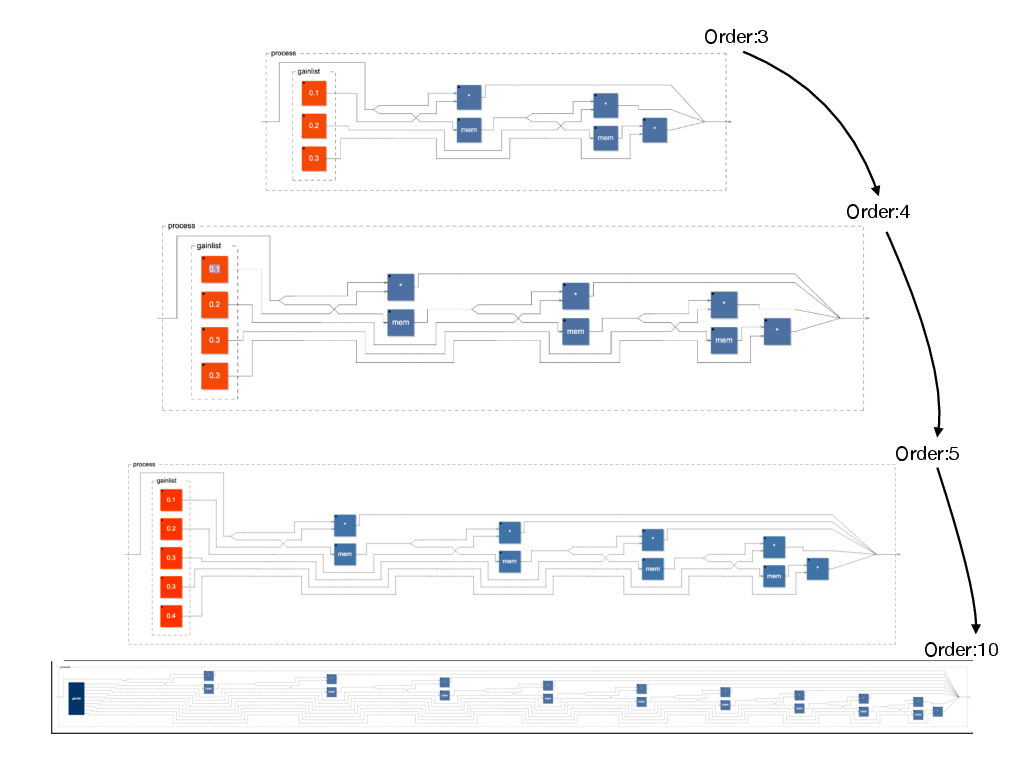 Order:3
process
gainlist
0.1
*
0.2
mem
*
mem
*
0.3
Order:4
process
gainlist
0.1
*
0.2
mem
*
mem
*
mem
*
0.3
0.3
Order:5
process
gainlist
0.1
0.2
0.3
0.3
0.4
*
mem
*
mem
*
mem
*
mem
*
Order:10
process